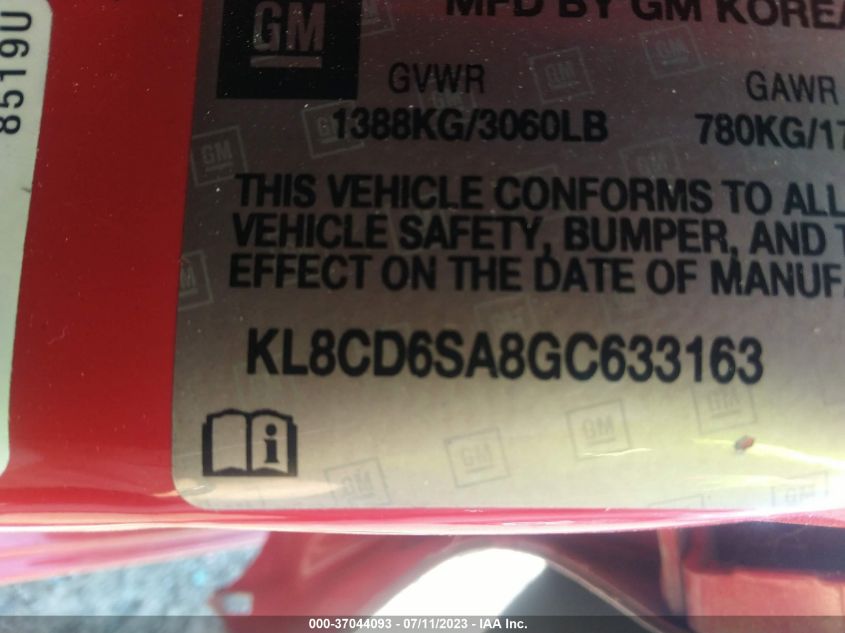 8519U
GM
MFD BY GM KOREA
GVWR
GAWR
1388KG/3060LB
780KG/17
THIS VEHICLE CONFORMS TO ALL
VEHICLE SAFETY, BUMPER, AND T
EFFECT ON THE DATE OF MANUF
KL8CD6SA8GC633163
000-37044093 - 07/11/2023 - IAA Inc.